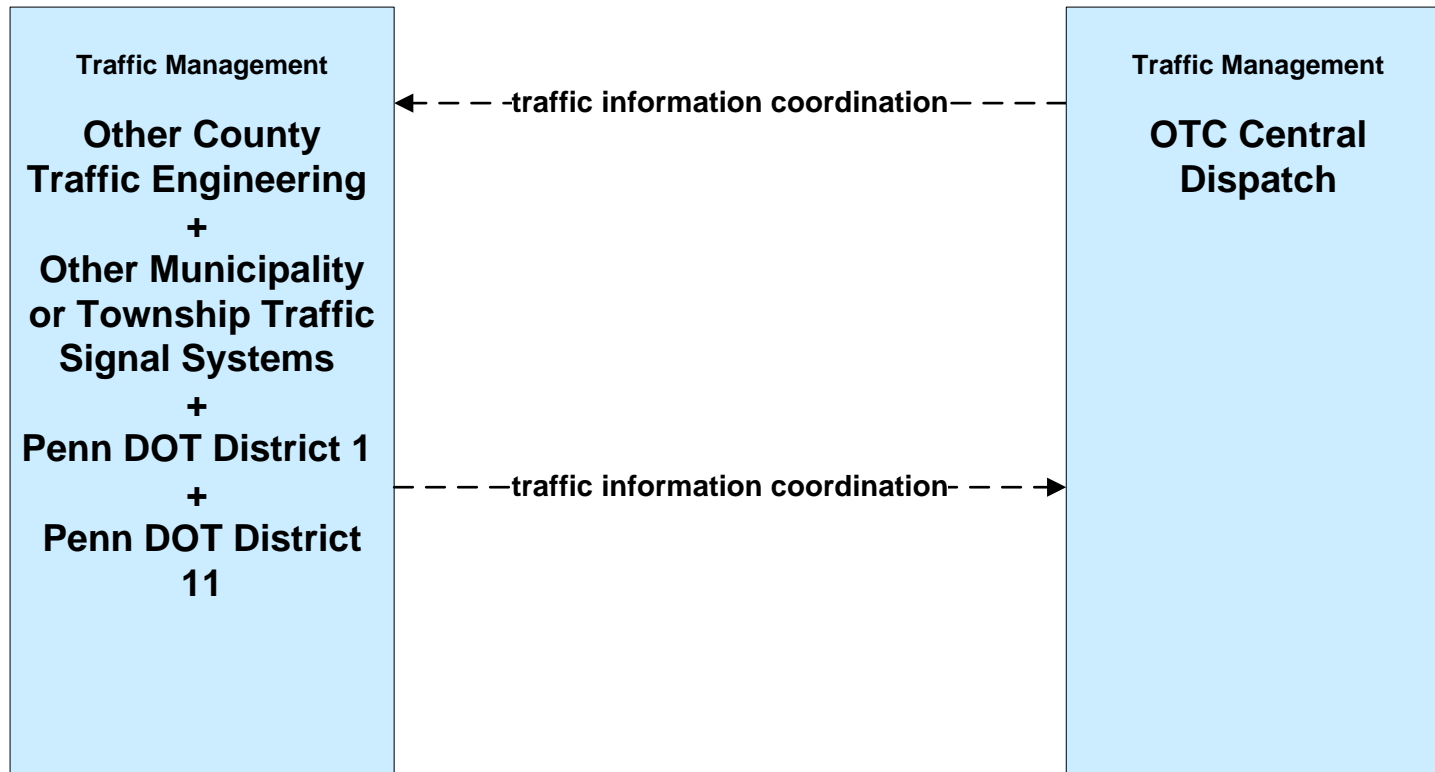 Traffic Management
Other County
Traffic Engineering
+
Other Municipality
or Township Traffic
Signal Systems
+
Penn DOT District 1
+
Penn DOT District
11
traffic information coordination
traffic information coordination
Traffic Management
OTC Central
Dispatch